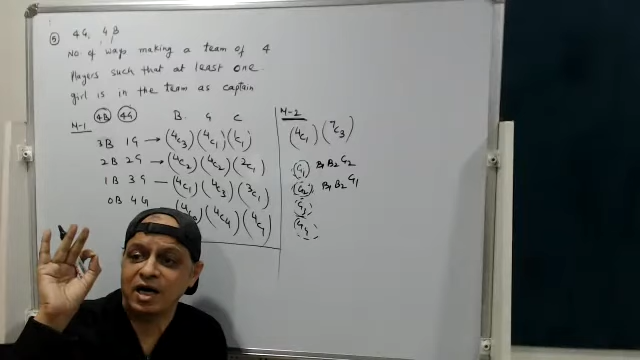 ⑤ 4G, 4B
No. of ways making a team of 4
Players such that at least one
girl is in the team as captain
M-1 4B 4G B. G C
3B 1G → (4C3) (4C1) (1C1)
2B 2G → (4C2) (4C2) (2C1)
1B 3G — (4C1) (4C3) (3C1)
0B 4G (4C4) (4C1)
M-2
(4C1) (7C3)
G1 B1 B2 G2
G2 B1 B2 G1
G3
G4